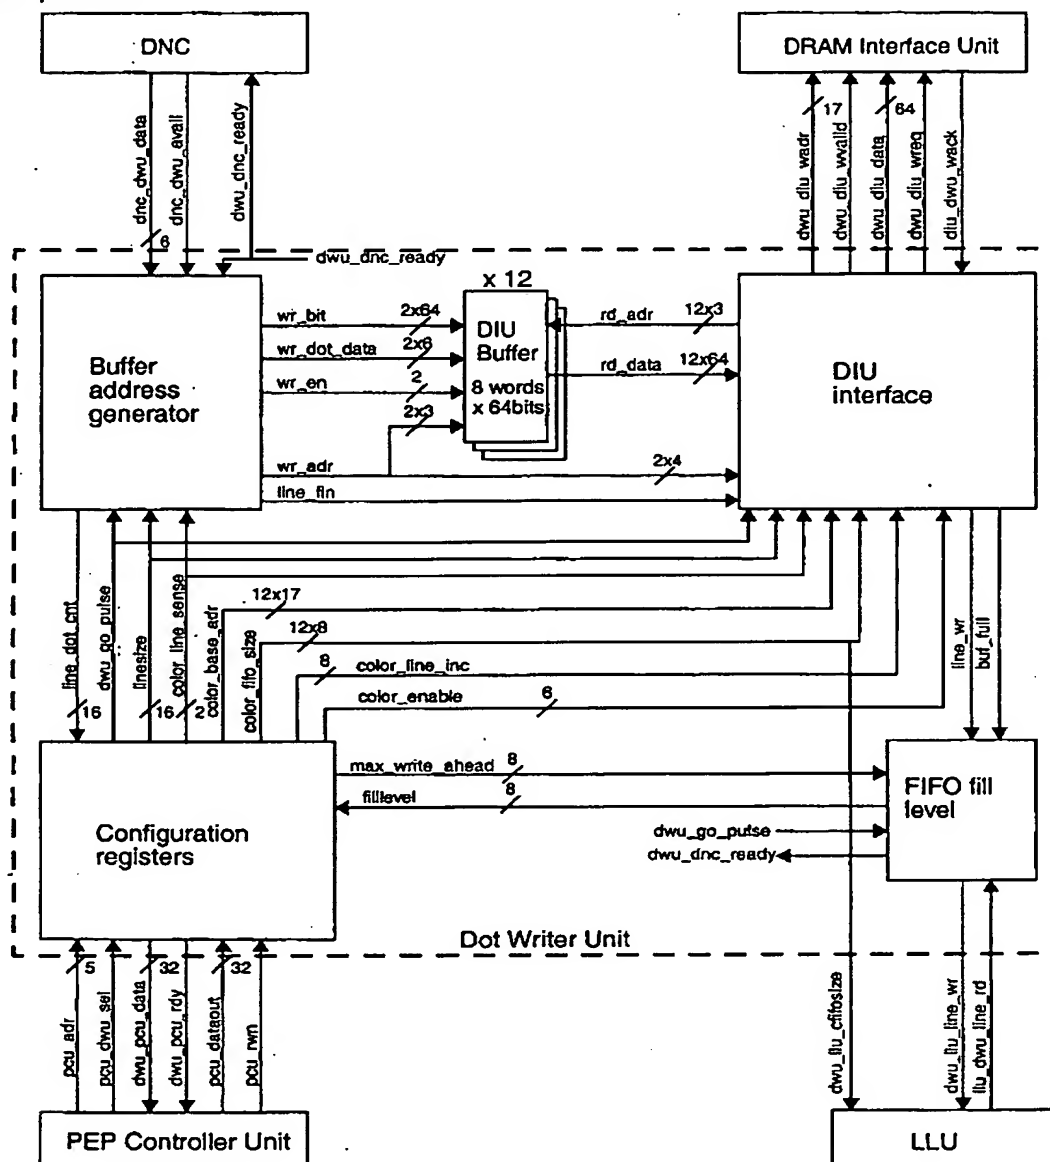 DNC
DRAM Interface Unit
dnc_dwu_data
dnc_dwu_avail
dwu_dnc_ready
6
dwu_diu_wadr
17
dwu_diu_wvalid
dwu_diu_data
64
dwu_diu_wreq
diu_dwu_wack
dwu_dnc_ready
x 12
Buffer
address
generator
wr_bit
2x64
wr_dot_data
2x6
wr_en
2
2x3
wr_adr
2x4
line_fin
DIU
Buffer
8 words
x 64bits
rd_adr
12x3
rd_data
12x64
DIU
interface
line_dot_cnt
16
dwu_go_pulse
linesize
16
color_line_sense
2
color_base_adr
12x17
color_fifo_size
12x8
8
color_line_inc
color_enable
6
line_wr
buf_full
Configuration
registers
max_write_ahead
8
filllevel
8
dwu_go_pulse
dwu_dnc_ready
FIFO fill
level
Dot Writer Unit
pcu_adr
5
pcu_dwu_sel
dwu_pcu_data
32
dwu_pcu_rdy
pcu_dataout
32
pcu_rwn
dwu_llu_cfifosize
dwu_llu_line_wr
llu_dwu_line_rd
PEP Controller Unit
LLU